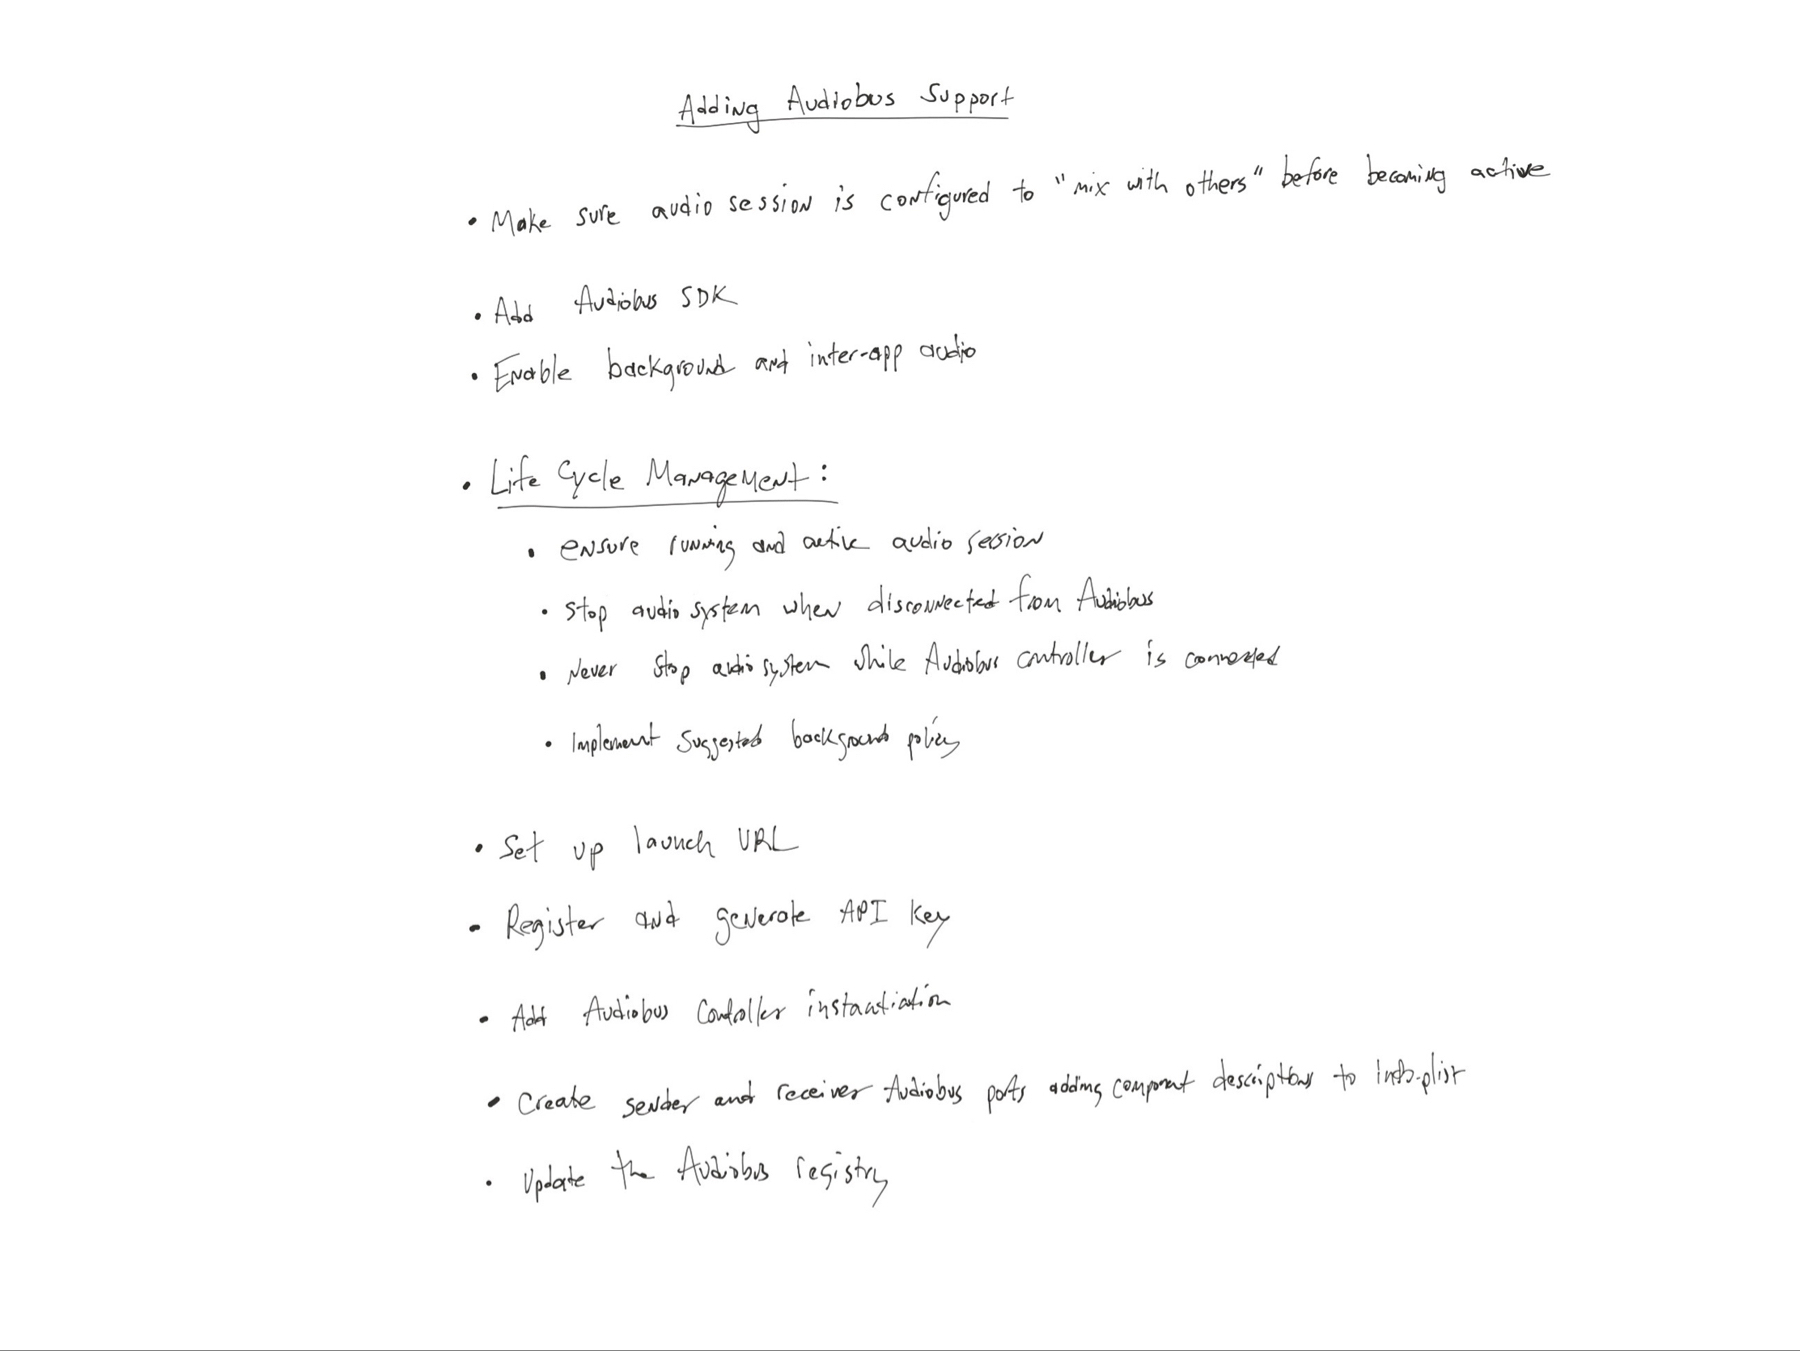 Adding Audiobus Support
• Make sure audio session is configured to "mix with others" before becoming active
• Add Audiobus SDK
• Enable background and inter-app audio
• Life Cycle Management:
• ensure running and active audio session
• Stop audio system when disconnected from Audiobus
• Never stop audio system while Audiobus controller is connected
• Implement suggested background policy
• Set up launch URL
• Register and generate API key
• Add Audiobus Controller instantiation
• Create sender and receiver Audiobus ports adding component descriptions to Info.plist
• Update the Audiobus registry